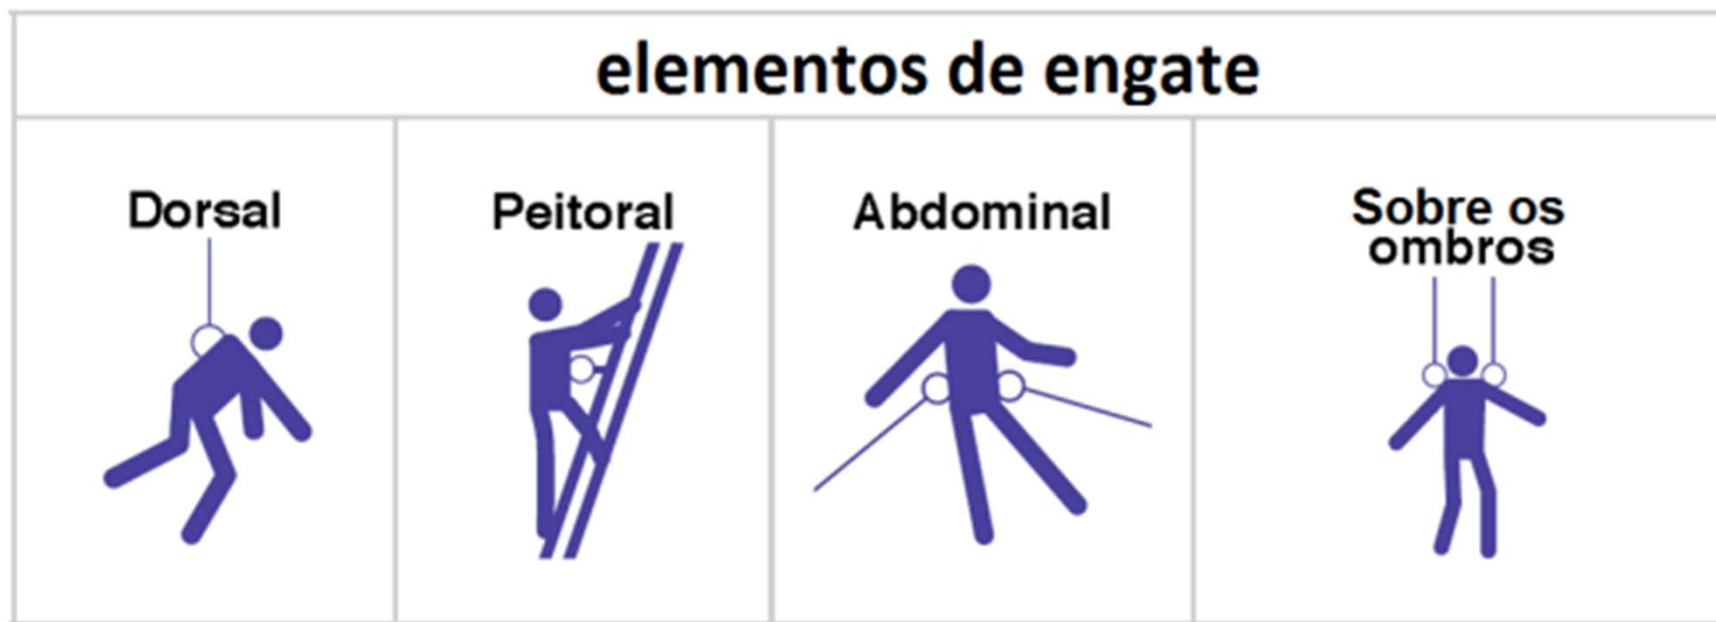 elementos de engate
Dorsal
Peitoral
Abdominal
Sobre os
ombros